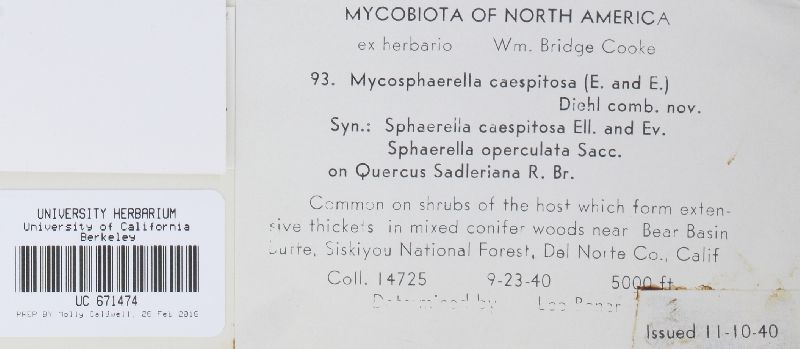 MYCOBIOTA OF NORTH AMERICA
ex herbario Wm. Bridge Cooke
93. Mycosphaerella caespitosa (E. and E.)
Diehl comb. nov.
Syn.: Sphaerella caespitosa Ell. and Ev.
Sphaerella operculata Sacc.
on Quercus Sadleriana R. Br.
Common on shrubs of the host which form exten-
sive thickets in mixed conifer woods near Bear Basin
Siskiyou National Forest, Del Norte Co., Calif
Coll. 14725 9-23-40 5000 ft.
Determined by
Issued 11-10-40
UNIVERSITY HERBARIUM
University of California
Berkeley
UC 671474
PREP BY Molly Caldwell, 26 Feb 2016